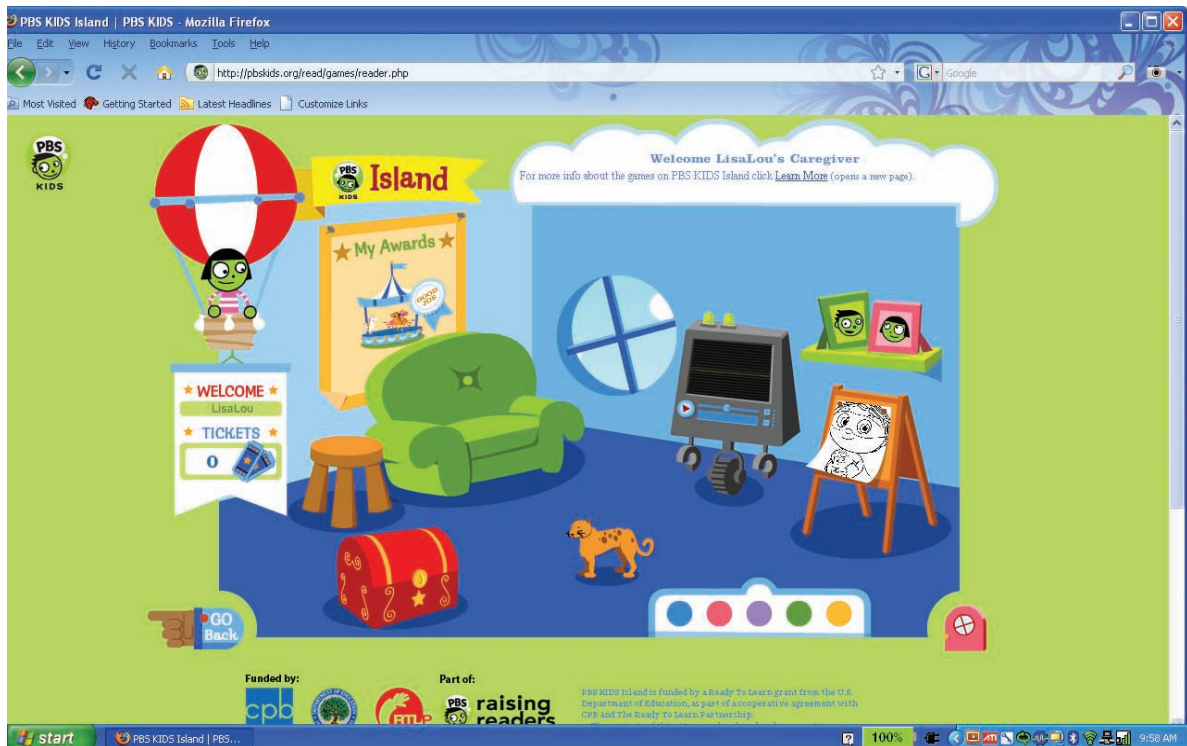 PBS KIDS Island | PBS KIDS - Mozilla Firefox
File Edit View History Bookmarks Tools Help
http://pbskids.org/read/games/reader.php
G Google
Most Visited Getting Started Latest Headlines Customize Links
PBS
KIDS
PBS
KIDS
Island
Welcome LisaLou's Caregiver
For more info about the games on PBS KIDS Island click Learn More (opens a new page).
My Awards
GOOD
JOB
WELCOME
LisaLou
TICKETS
0
GO
Back
Funded by:
Part of:
cpb
RTLP
PBS
KIDS
raising
readers
PBS KIDS Island is funded by a Ready To Learn grant from the U.S.
Department of Education, as part of a cooperative agreement with
CPB and The Ready To Learn Partnership.
start
PBS KIDS Island | PBS...
100%
9:58 AM